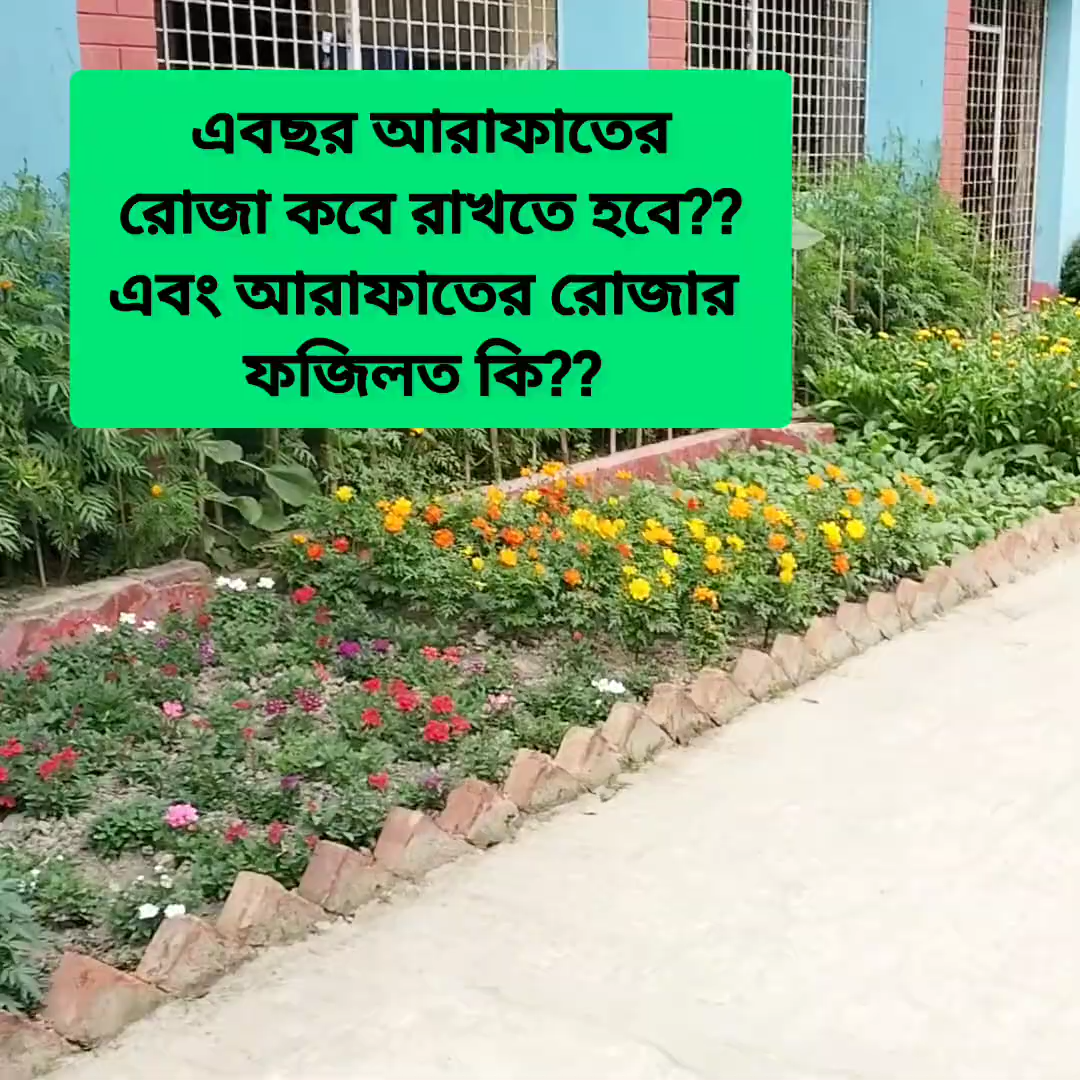 এবছর আরাফাতের
রোজা কবে রাখতে হবে??
এবং আরাফাতের রোজার
ফজিলত কি??